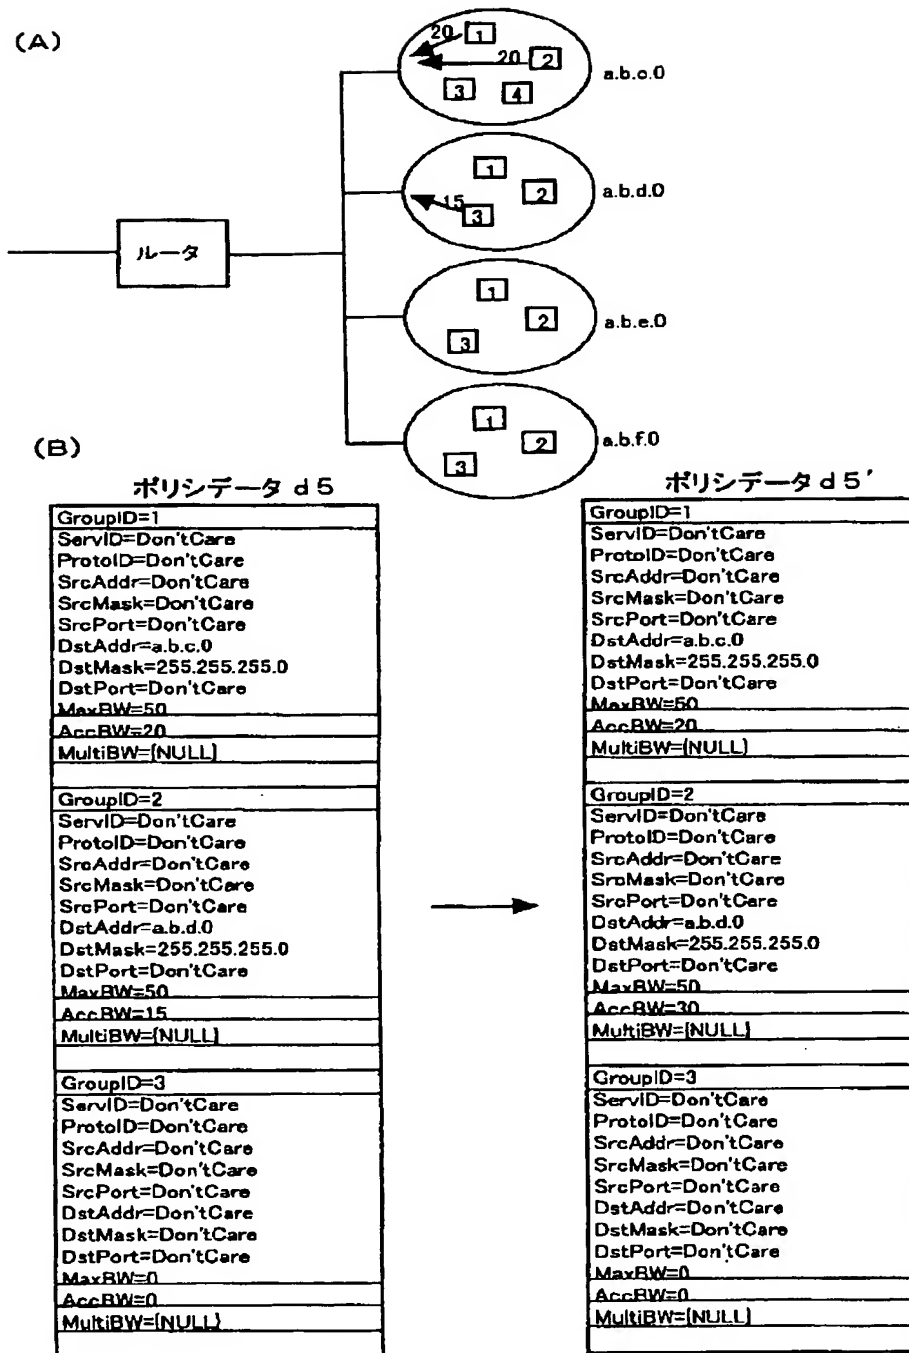 (A)
20
1
20
2
3
4
a.b.c.0
1
2
15
3
a.b.d.0
ルータ
1
2
3
a.b.e.0
1
2
3
a.b.f.0
(B)
ポリシデータ d5
GroupID=1
ServID=Don'tCare
ProtoID=Don'tCare
SrcAddr=Don'tCare
SrcMask=Don'tCare
SrcPort=Don'tCare
DstAddr=a.b.c.0
DstMask=255.255.255.0
DstPort=Don'tCare
MaxBW=50
AccBW=20
MultiBW={NULL}
GroupID=2
ServID=Don'tCare
ProtoID=Don'tCare
SrcAddr=Don'tCare
SrcMask=Don'tCare
SrcPort=Don'tCare
DstAddr=a.b.d.0
DstMask=255.255.255.0
DstPort=Don'tCare
MaxBW=50
AccBW=15
MultiBW={NULL}
GroupID=3
ServID=Don'tCare
ProtoID=Don'tCare
SrcAddr=Don'tCare
SrcMask=Don'tCare
SrcPort=Don'tCare
DstAddr=Don'tCare
DstMask=Don'tCare
DstPort=Don'tCare
MaxBW=0
AccBW=0
MultiBW={NULL}
ポリシデータ d5'
GroupID=1
ServID=Don'tCare
ProtoID=Don'tCare
SrcAddr=Don'tCare
SrcMask=Don'tCare
SrcPort=Don'tCare
DstAddr=a.b.c.0
DstMask=255.255.255.0
DstPort=Don'tCare
MaxBW=50
AccBW=20
MultiBW={NULL}
GroupID=2
ServID=Don'tCare
ProtoID=Don'tCare
SrcAddr=Don'tCare
SrcMask=Don'tCare
SrcPort=Don'tCare
DstAddr=a.b.d.0
DstMask=255.255.255.0
DstPort=Don'tCare
MaxBW=50
AccBW=30
MultiBW={NULL}
GroupID=3
ServID=Don'tCare
ProtoID=Don'tCare
SrcAddr=Don'tCare
SrcMask=Don'tCare
SrcPort=Don'tCare
DstAddr=Don'tCare
DstMask=Don'tCare
DstPort=Don'tCare
MaxBW=0
AccBW=0
MultiBW={NULL}